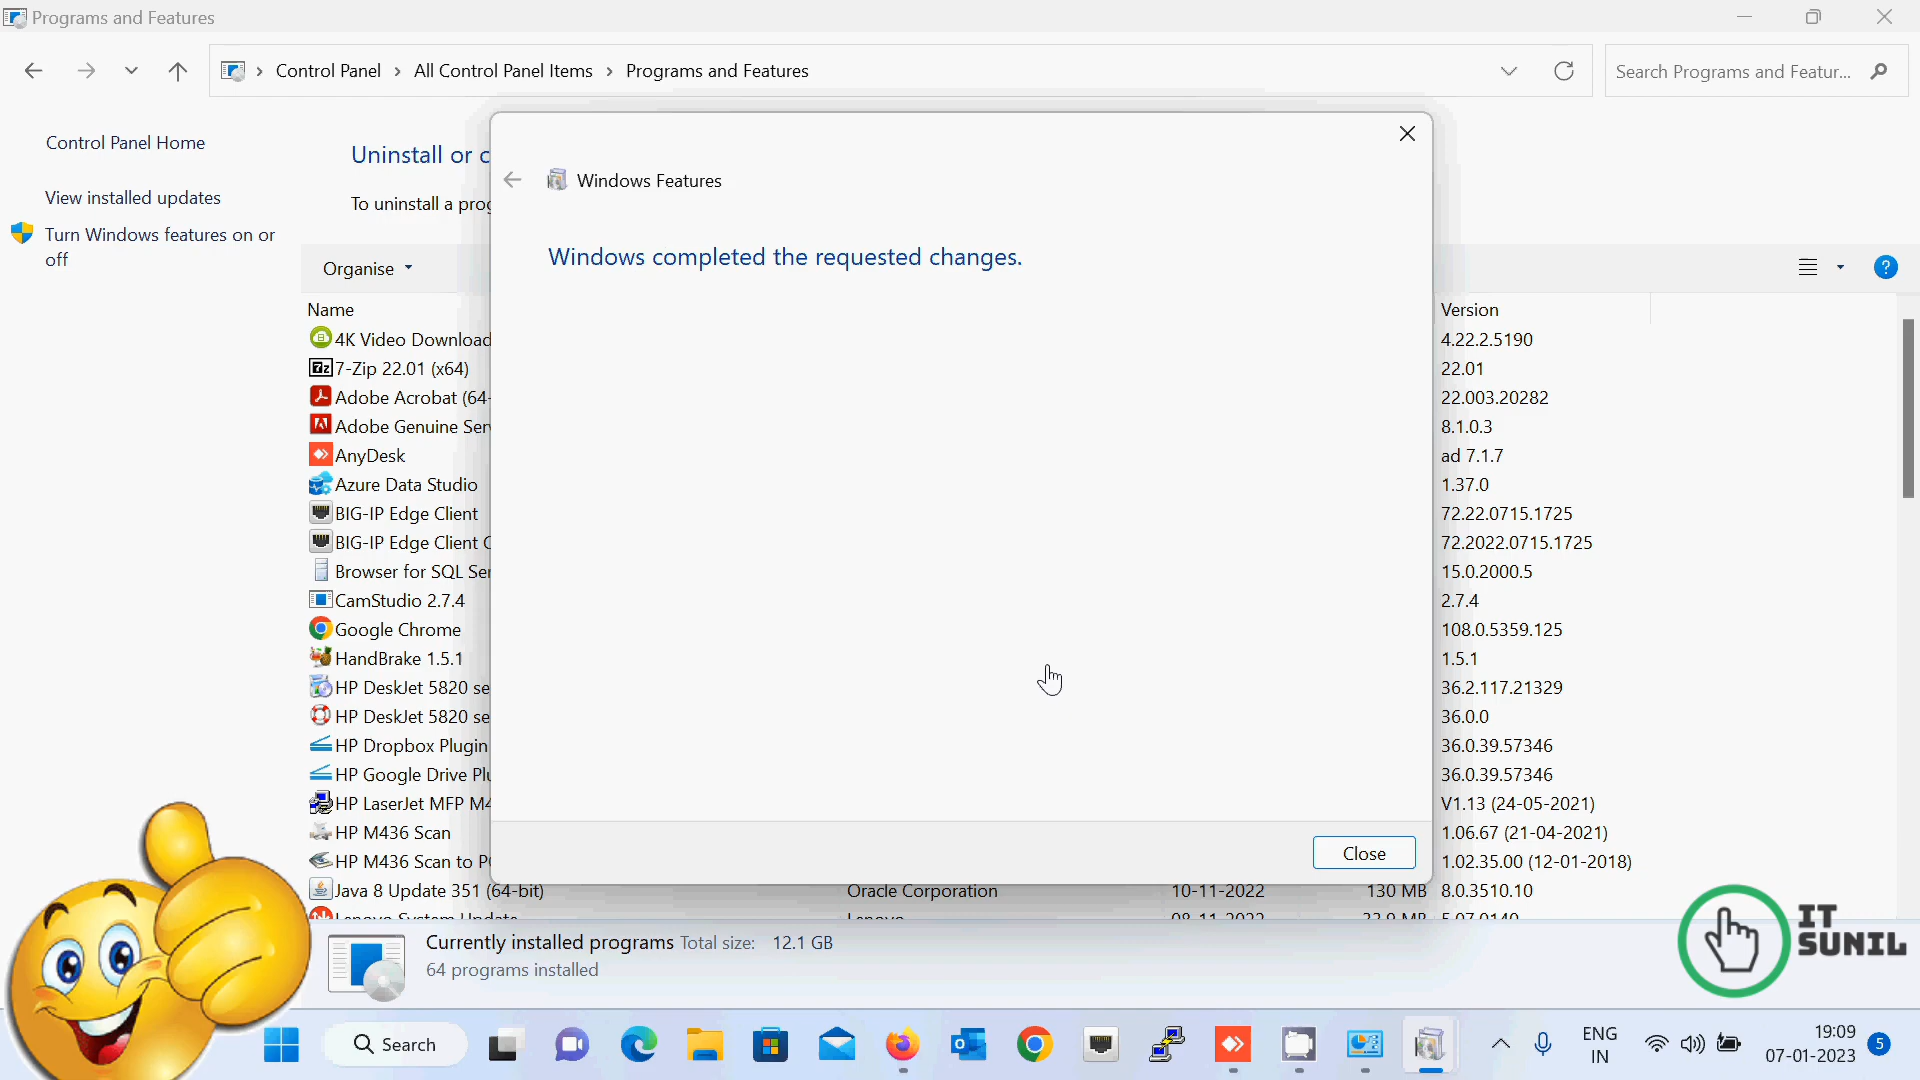 Programs and Features
Control Panel › All Control Panel Items › Programs and Features
Search Programs and Featur...
Control Panel Home
View installed updates
Turn Windows features on or
off
Uninstall or c
To uninstall a prog
Windows Features
Windows completed the requested changes.
Organise
Name
Version
4K Video Download
4.22.2.5190
7-Zip 22.01 (x64)
22.01
Adobe Acrobat (64-
22.003.20282
Adobe Genuine Serv
8.1.0.3
AnyDesk
ad 7.1.7
Azure Data Studio
1.37.0
BIG-IP Edge Client
72.22.0715.1725
BIG-IP Edge Client C
72.2022.0715.1725
Browser for SQL Ser
15.0.2000.5
CamStudio 2.7.4
2.7.4
Google Chrome
108.0.5359.125
HandBrake 1.5.1
1.5.1
HP DeskJet 5820 se
36.2.117.21329
HP DeskJet 5820 se
36.0.0
HP Dropbox Plugin
36.0.39.57346
HP Google Drive Plu
36.0.39.57346
HP LaserJet MFP M4
V1.13 (24-05-2021)
HP M436 Scan
1.06.67 (21-04-2021)
HP M436 Scan to P
1.02.35.00 (12-01-2018)
Close
Java 8 Update 351 (64-bit) Oracle Corporation 10-11-2022 130 MB 8.0.3510.10
Lenovo System Update Lenovo 08-11-2022 5.07.0140
Currently installed programs Total size: 12.1 GB
64 programs installed
IT
SUNIL
Search
ENG
IN
19:09
07-01-2023
5